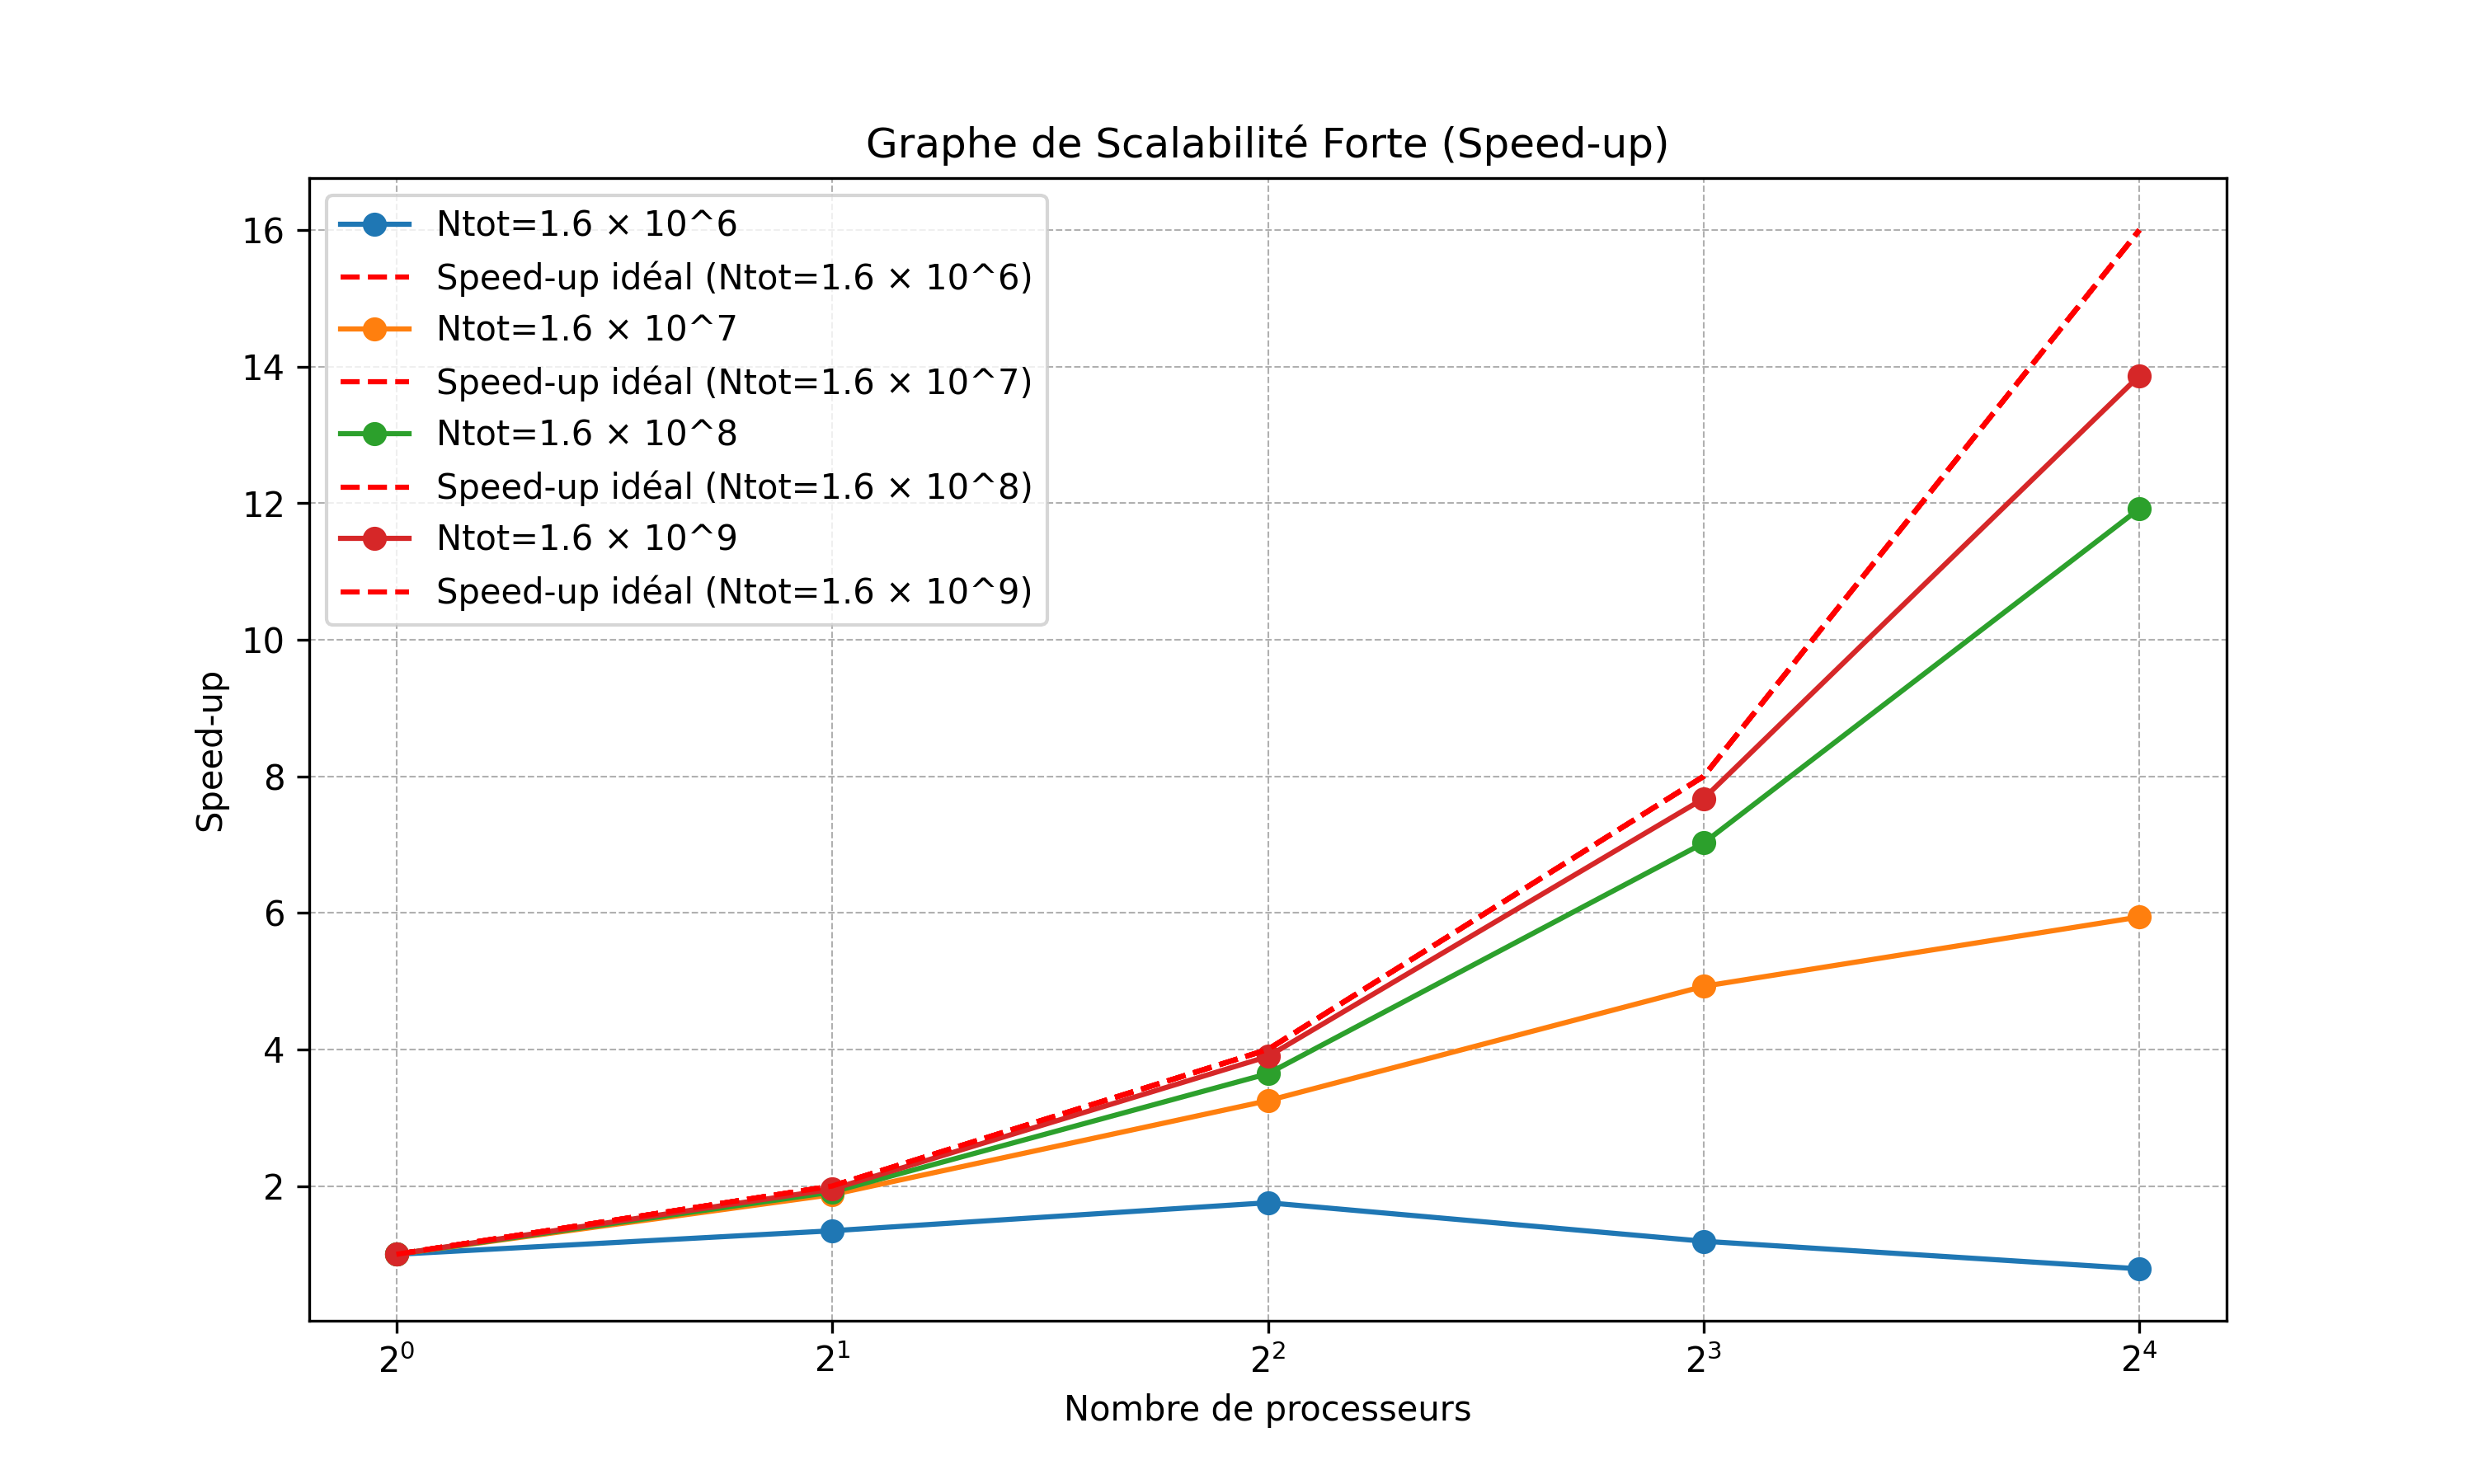 Graphe de Scalabilité Forte (Speed-up)
Ntot=1.6 × 10^6
Speed-up idéal (Ntot=1.6 × 10^6)
Ntot=1.6 × 10^7
Speed-up idéal (Ntot=1.6 × 10^7)
Ntot=1.6 × 10^8
Speed-up idéal (Ntot=1.6 × 10^8)
Ntot=1.6 × 10^9
Speed-up idéal (Ntot=1.6 × 10^9)
16
14
12
10
8
6
4
2
Speed-up
2⁰ 2¹ 2² 2³ 2⁴
Nombre de processeurs